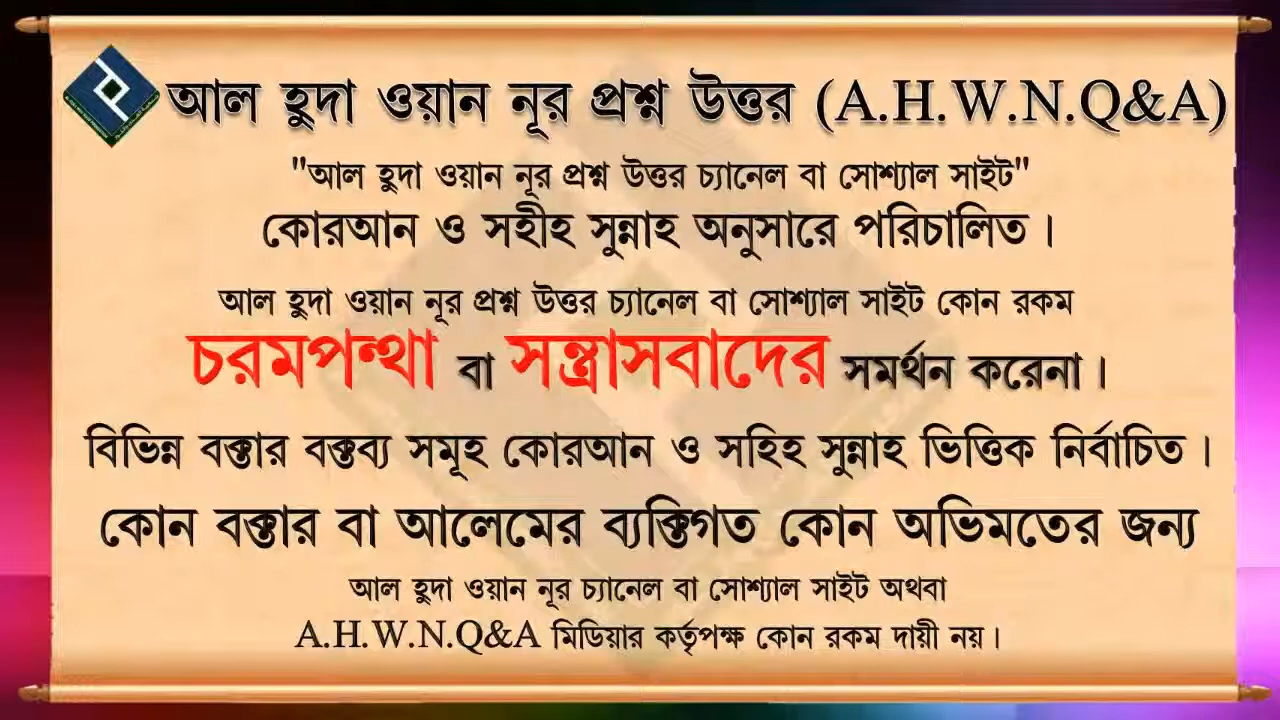 আল হুদা ওয়ান নূর প্রশ্ন উত্তর (A.H.W.N.Q&A)
"আল হুদা ওয়ান নূর প্রশ্ন উত্তর চ্যানেল বা সোশ্যাল সাইট"
কোরআন ও সহীহ সুন্নাহ অনুসারে পরিচালিত।
আল হুদা ওয়ান নূর প্রশ্ন উত্তর চ্যানেল বা সোশ্যাল সাইট কোন রকম
চরমপন্থা বা সন্ত্রাসবাদের সমর্থন করেনা।
বিভিন্ন বক্তার বক্তব্য সমূহ কোরআন ও সহিহ সুন্নাহ ভিত্তিক নির্বাচিত।
কোন বক্তার বা আলেমের ব্যক্তিগত কোন অভিমতের জন্য
আল হুদা ওয়ান নূর চ্যানেল বা সোশ্যাল সাইট অথবা
A.H.W.N.Q&A মিডিয়ার কর্তৃপক্ষ কোন রকম দায়ী নয়।